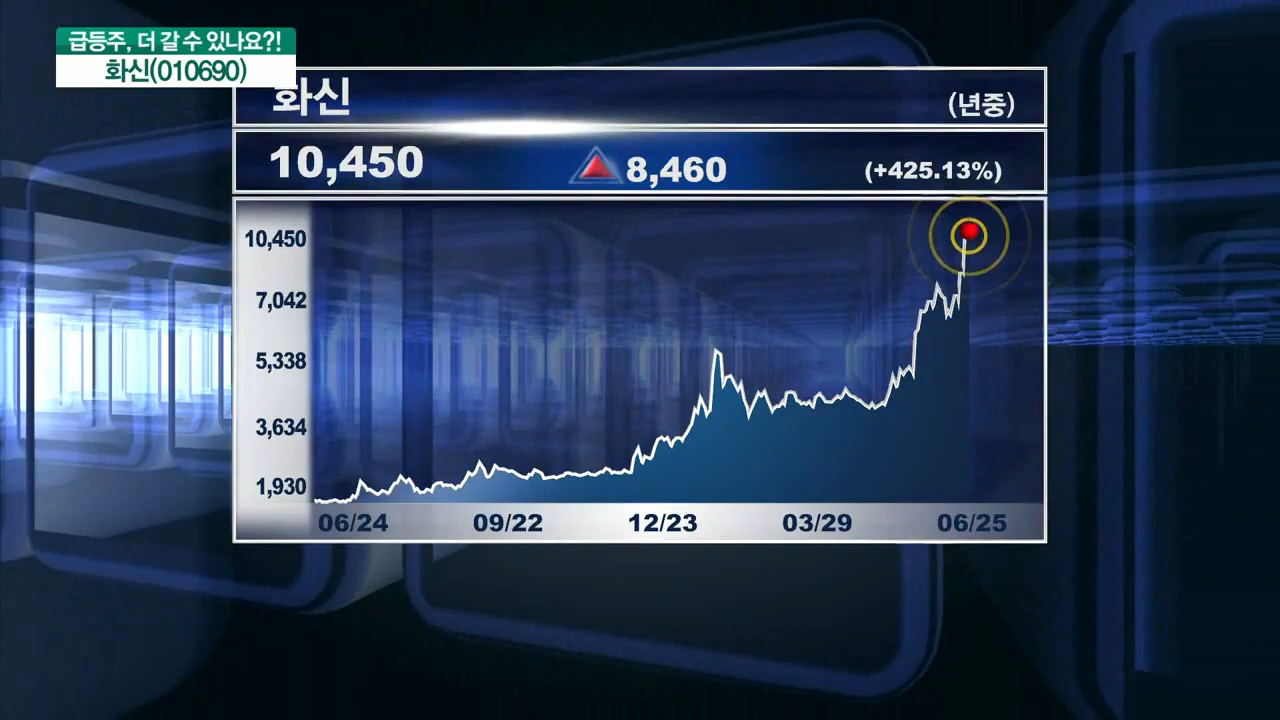 급등주, 더 갈 수 있나요?!
화신(010690)
화신
(년중)
10,450
8,460
(+425.13%)
10,450
7,042
5,338
3,634
1,930
06/24 09/22 12/23 03/29 06/25